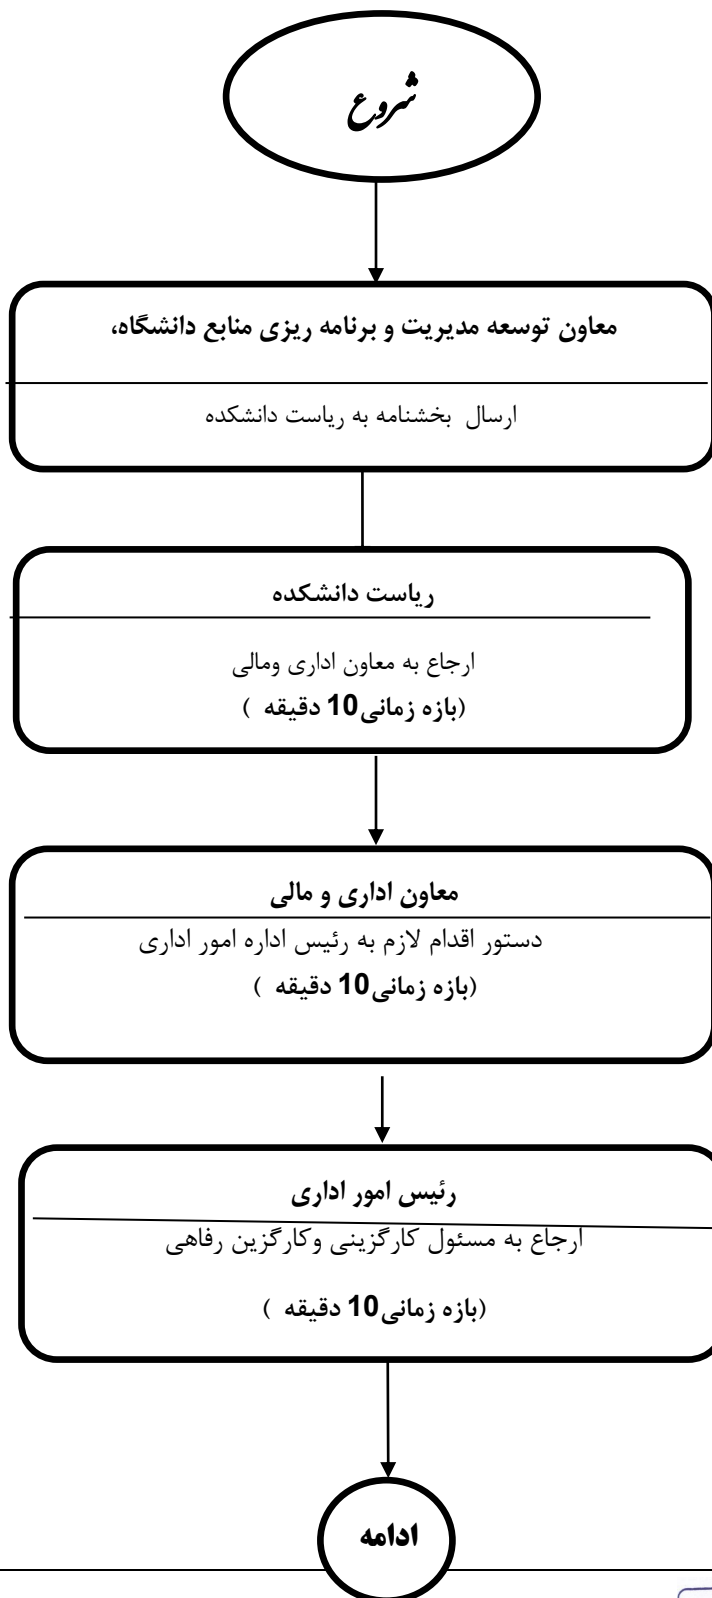 شروع
معاون توسعه مدیریت و برنامه ریزی منابع دانشگاه،
ارسال بخشنامه به ریاست دانشکده
ریاست دانشکده
ارجاع به معاون اداری ومالی
(بازه زمانی10 دقیقه )
معاون اداری و مالی
دستور اقدام لازم به رئیس اداره امور اداری
(بازه زمانی10 دقیقه )
رئیس امور اداری
ارجاع به مسئول کارگزینی وکارگزین رفاهی
(بازه زمانی10 دقیقه )
ادامه